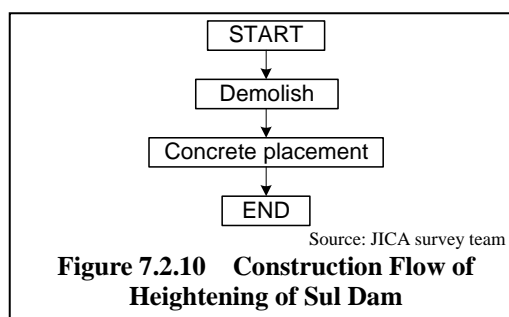 START
Demolish
Concrete placement
END
Source: JICA survey team
Figure 7.2.10 Construction Flow of
Heightening of Sul Dam